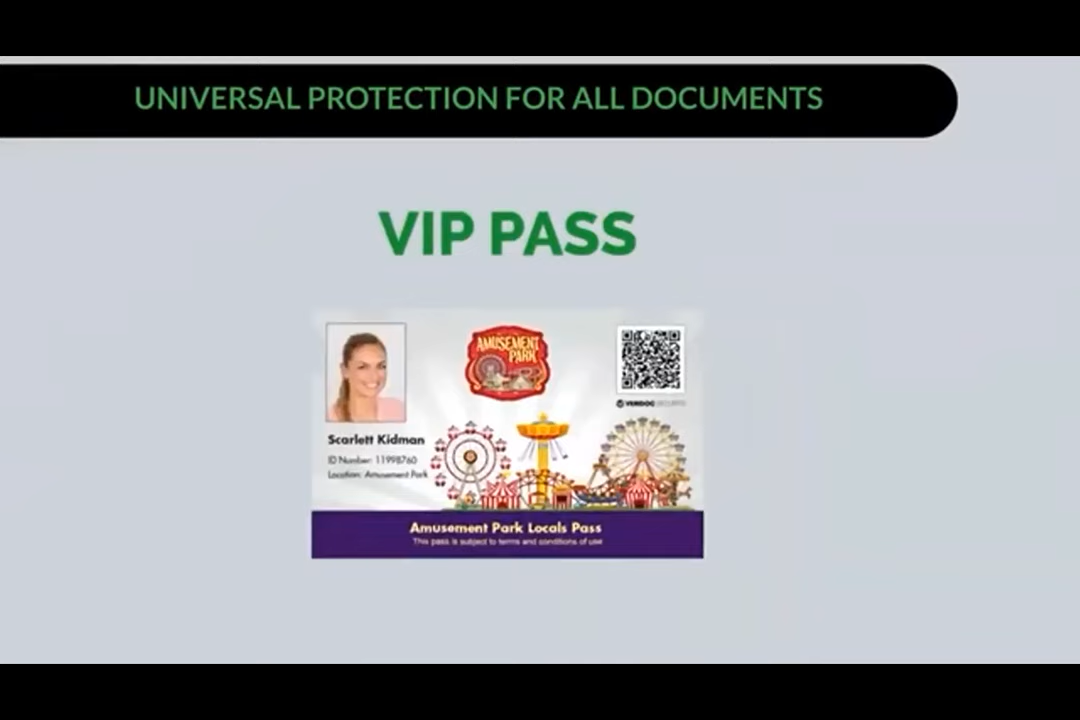 UNIVERSAL PROTECTION FOR ALL DOCUMENTS
VIP PASS
AMUSEMENT
PARK
VERIDOC SECURITY
Scarlett Kidman
ID Number: 11998760
Location: Amusement Park
Amusement Park Locals Pass
This pass is subject to terms and conditions of use